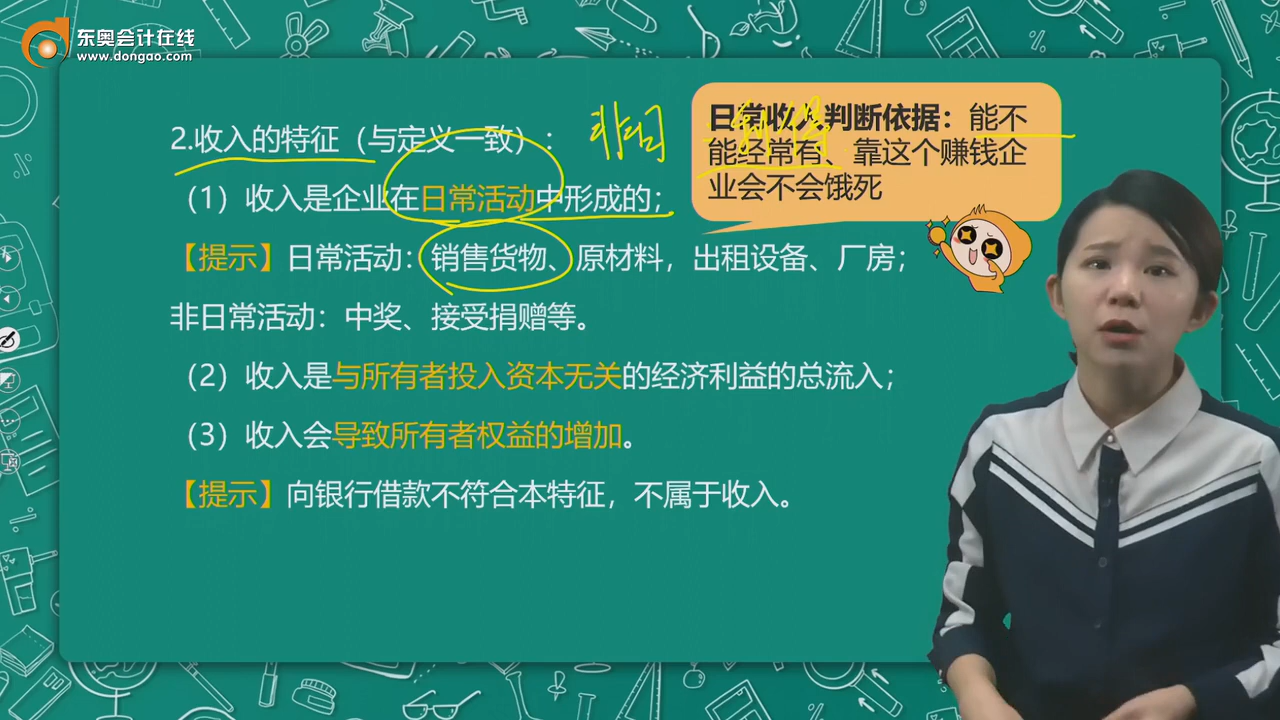 东奥会计在线
www.dongao.com
2.收入的特征（与定义一致）：
非日
日常收入判断依据：能不
能经常有、靠这个赚钱企
业会不会饿死
（1）收入是企业在日常活动中形成的；
【提示】日常活动：销售货物、原材料，出租设备、厂房；
非日常活动：中奖、接受捐赠等。
（2）收入是与所有者投入资本无关的经济利益的总流入；
（3）收入会导致所有者权益的增加。
【提示】向银行借款不符合本特征，不属于收入。